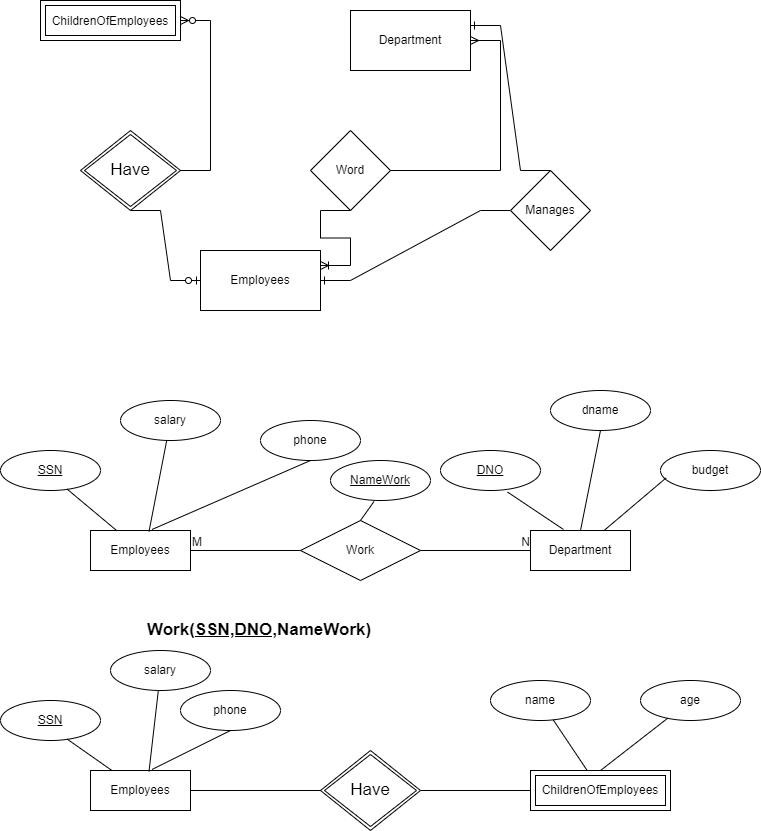 ChildrenOfEmployees
Department
Have
Word
Manages
Employees
dname
salary
phone
SSN
NameWork
DNO
budget
Employees
M
Work
N
Department
Work(SSN,DNO,NameWork)
salary
name
age
phone
SSN
Employees
Have
ChildrenOfEmployees